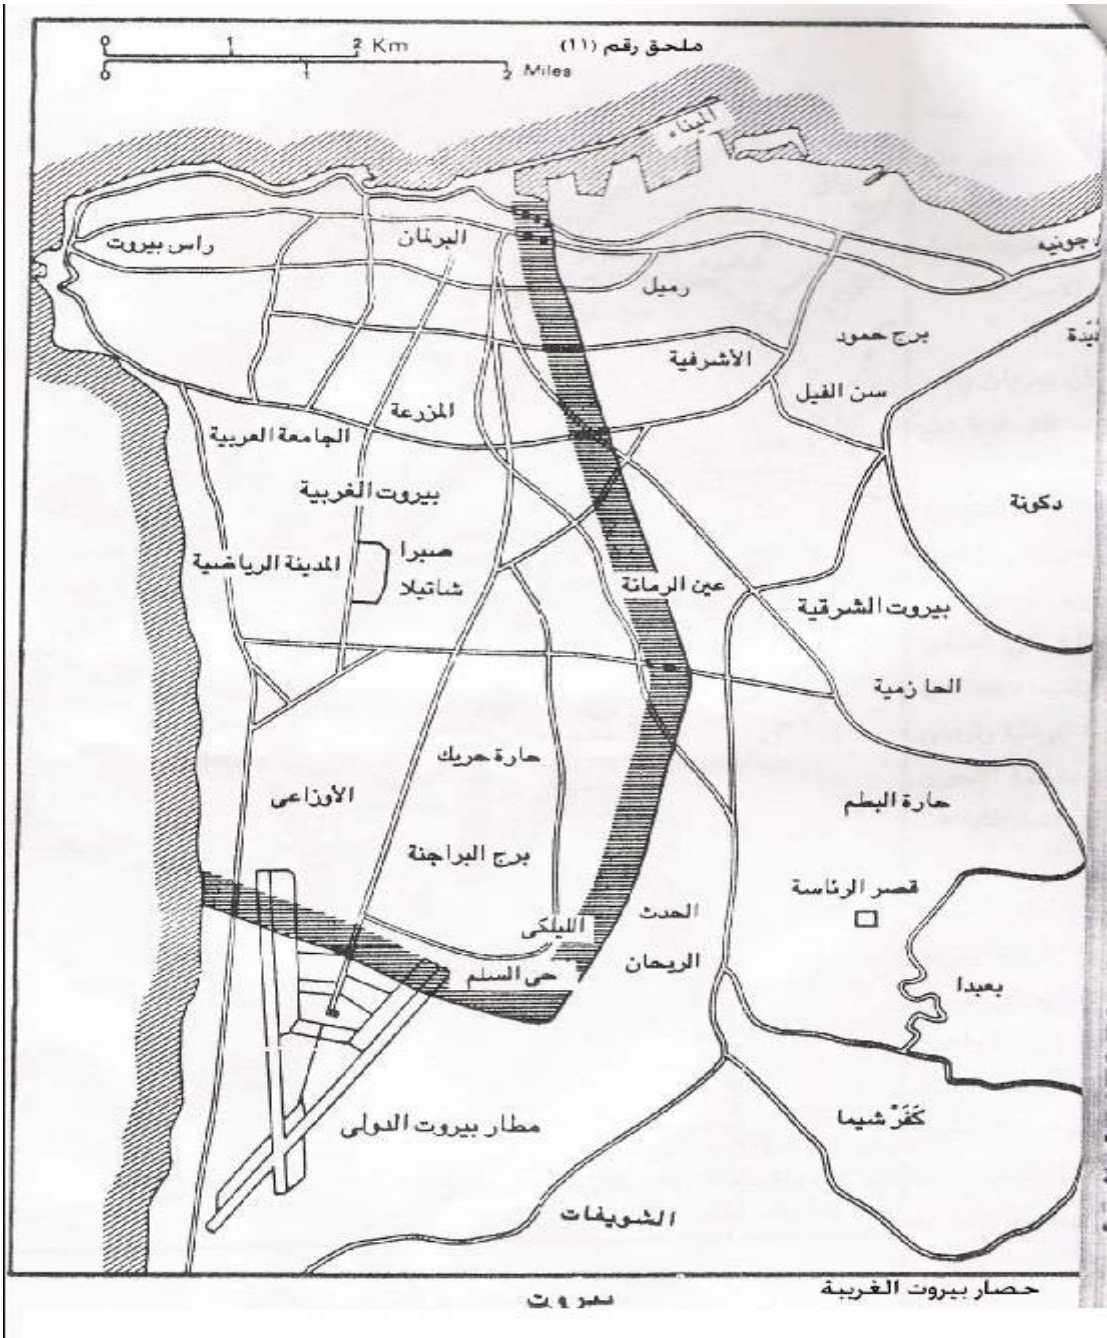 ملحق رقم (١١)
0 1 2 Km
0 1 2 Miles
الميناء
جونيه
راس بيروت
البرلمان
رميل
برج حمود
الأشرفية
سن الفيل
المزرعة
الجامعة العربية
بيروت الغربية
دكونة
صبرا
شاتيلا
المدينة الرياضية
عين الرمانة
بيروت الشرقية
الحازمية
حارة حريك
الأوزاعى
حارة البطم
برج البراجنة
قصر الرئاسة
الحدث
الليلكى
الريحان
حى السلم
بعبدا
كَفَرْ شيما
مطار بيروت الدولى
الشويفات
حصار بيروت الغربية
بيروت